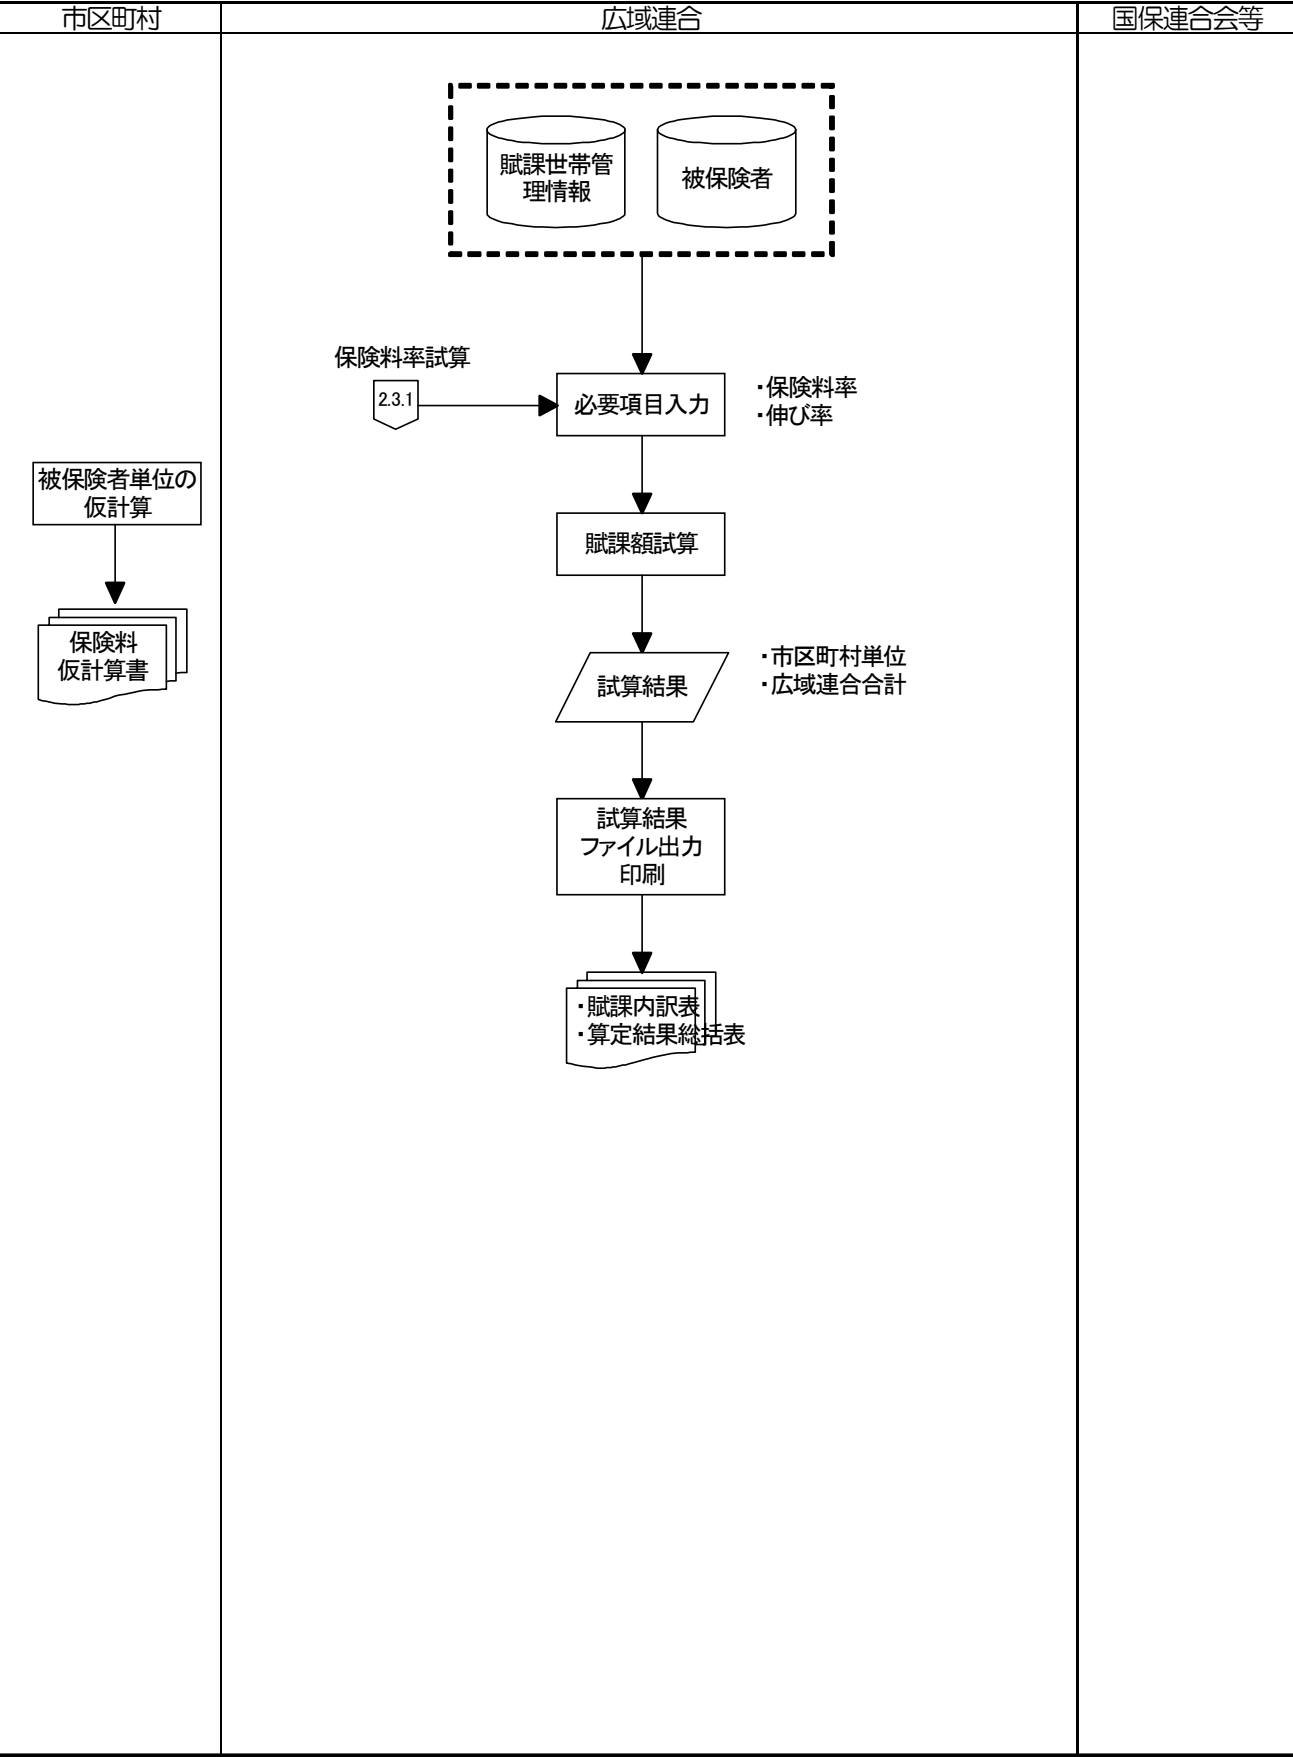 市区町村
広域連合
国保連合会等
賦課世帯管
理情報
被保険者
保険料率試算
2.3.1
必要項目入力
・保険料率
・伸び率
被保険者単位の
仮計算
賦課額試算
保険料
仮計算書
試算結果
・市区町村単位
・広域連合合計
試算結果
ファイル出力
印刷
・賦課内訳表
・算定結果総括表